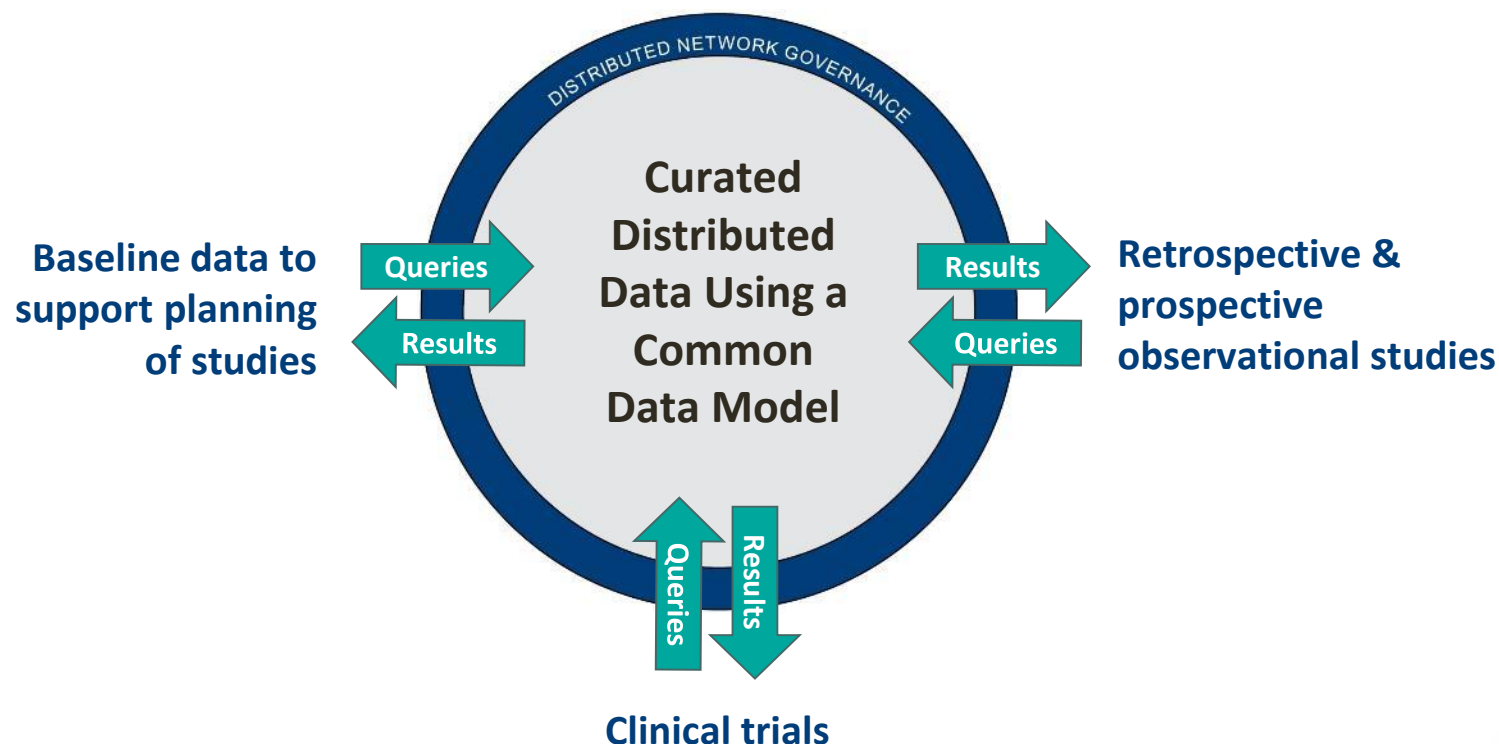 DISTRIBUTED NETWORK GOVERNANCE
Curated
Distributed
Data Using a
Common
Data Model
Baseline data to
support planning
of studies
Queries
Results
Results
Queries
Retrospective &
prospective
observational studies
Queries
Results
Clinical trials